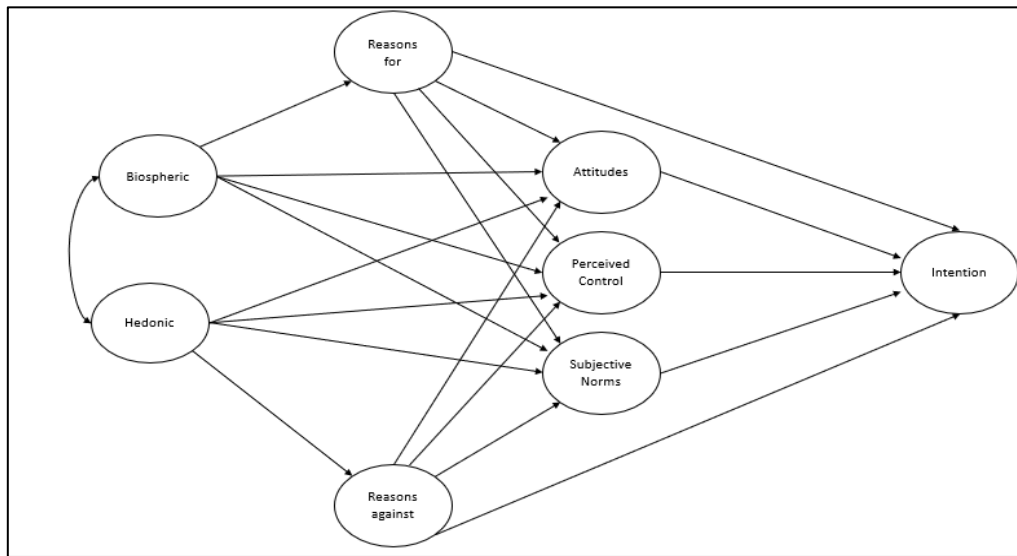 Reasons
for
Biospheric
Attitudes
Perceived
Control
Intention
Hedonic
Subjective
Norms
Reasons
against